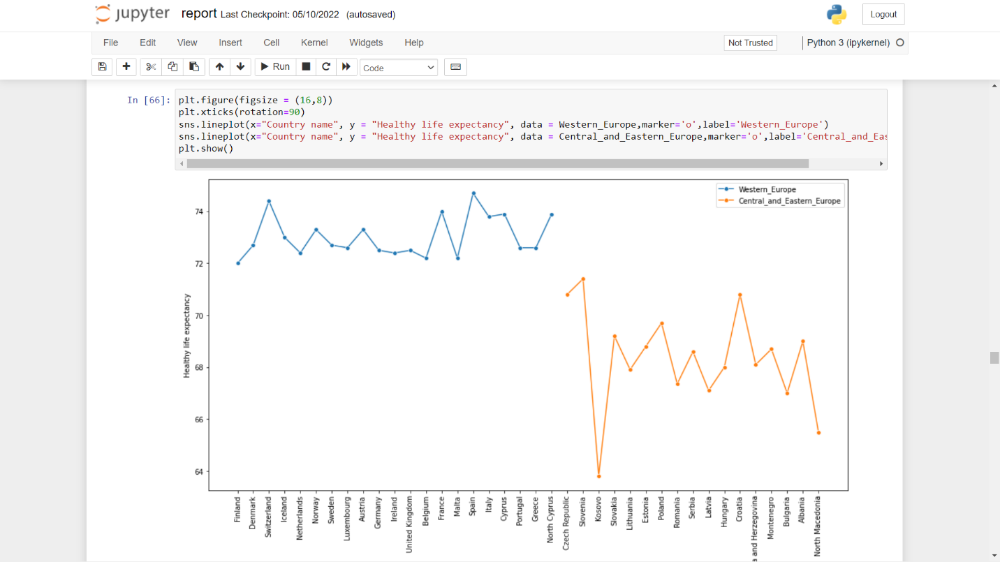 jupyter report Last Checkpoint: 05/10/2022 (autosaved) Logout
File Edit View Insert Cell Kernel Widgets Help Not Trusted Python 3 (ipykernel)
Run Code
In [66]: plt.figure(figsize = (16,8))
plt.xticks(rotation=90)
sns.lineplot(x="Country name", y = "Healthy life expectancy", data = Western_Europe,marker='o',label='Western_Europe')
sns.lineplot(x="Country name", y = "Healthy life expectancy", data = Central_and_Eastern_Europe,marker='o',label='Central_and_Eas
plt.show()
Western_Europe
Central_and_Eastern_Europe
74
72
70
68
66
64
Healthy life expectancy
Finland
Denmark
Switzerland
Iceland
Netherlands
Norway
Sweden
Luxembourg
Austria
Germany
Ireland
United Kingdom
Belgium
France
Malta
Spain
Italy
Cyprus
Portugal
Greece
North Cyprus
Czech Republic
Slovenia
Kosovo
Slovakia
Lithuania
Estonia
Poland
Romania
Serbia
Latvia
Hungary
Croatia
a and Herzegovina
Montenegro
Bulgaria
Albania
North Macedonia